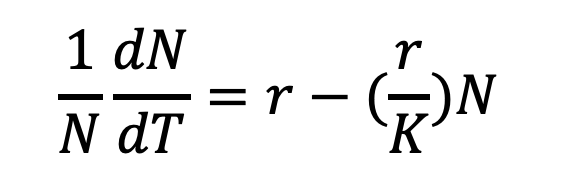 1/N dN/dT = r − (r/K)N